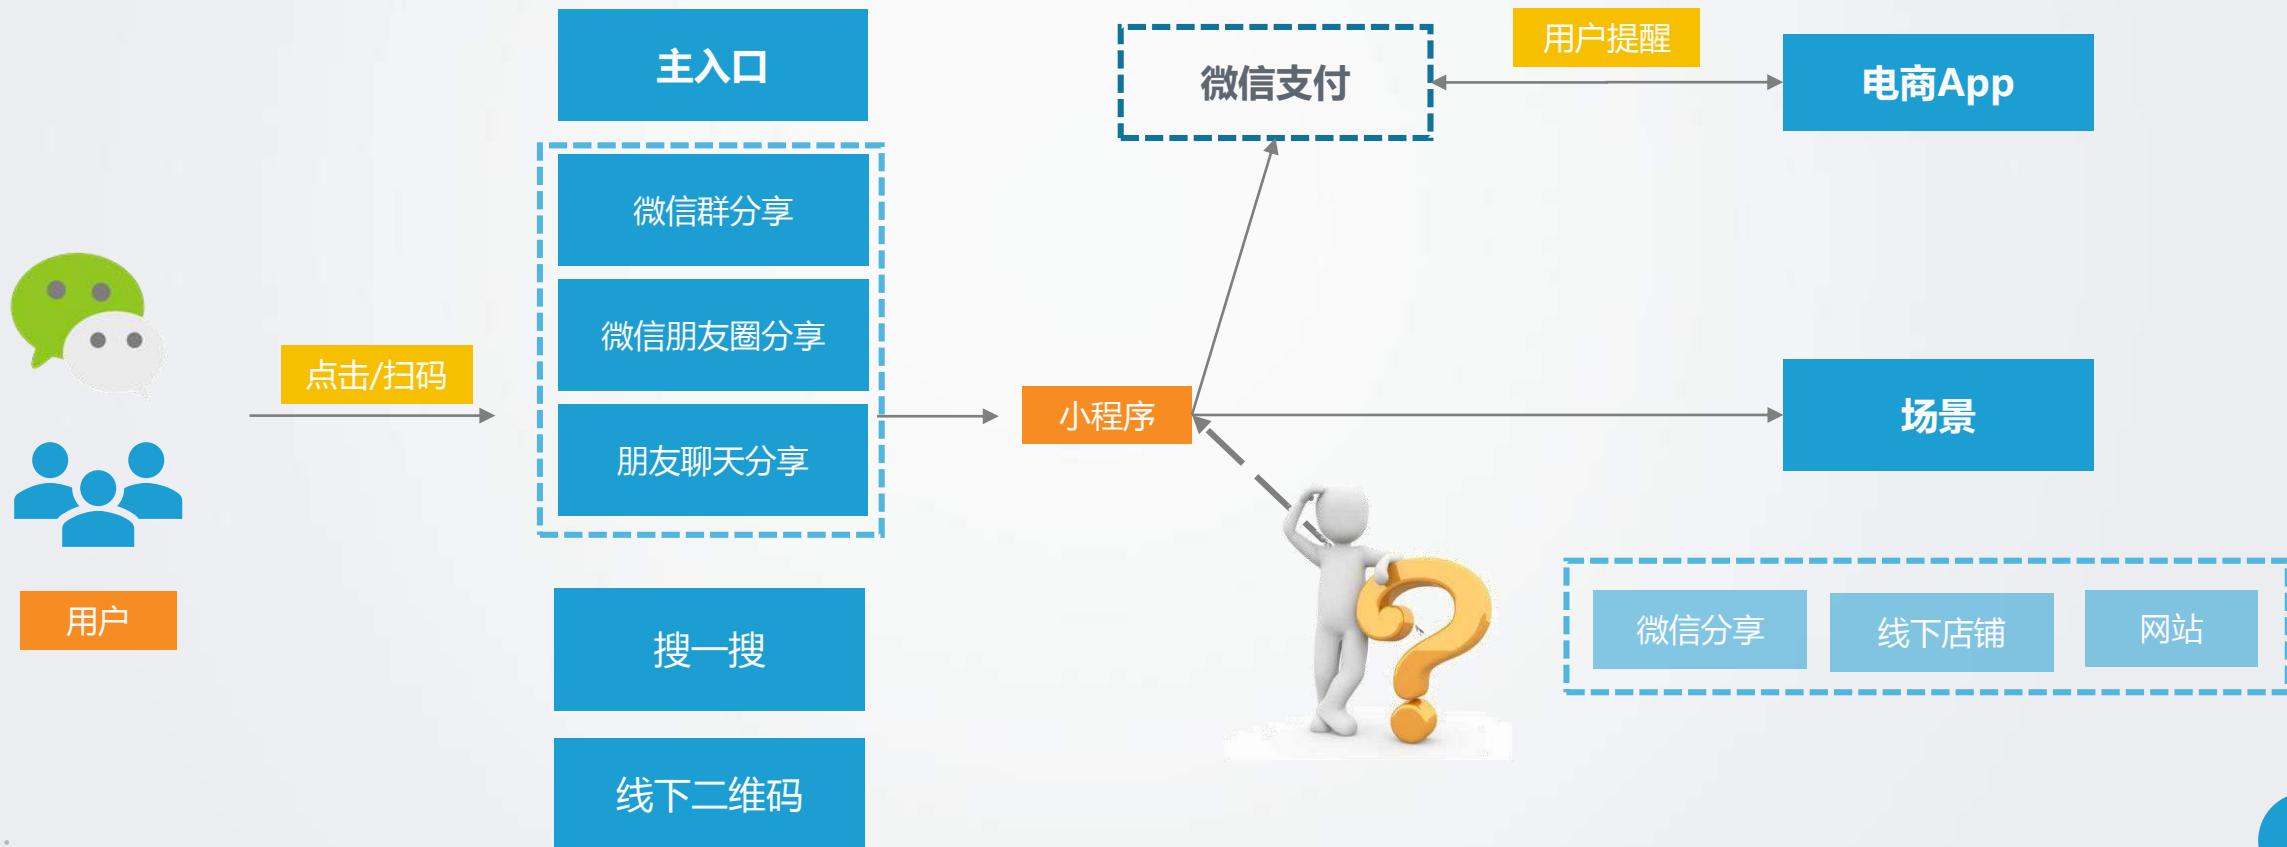 主入口
微信群分享
微信朋友圈分享
朋友聊天分享
搜一搜
线下二维码
点击/扫码
用户
小程序
微信支付
用户提醒
电商App
场景
微信分享
线下店铺
网站